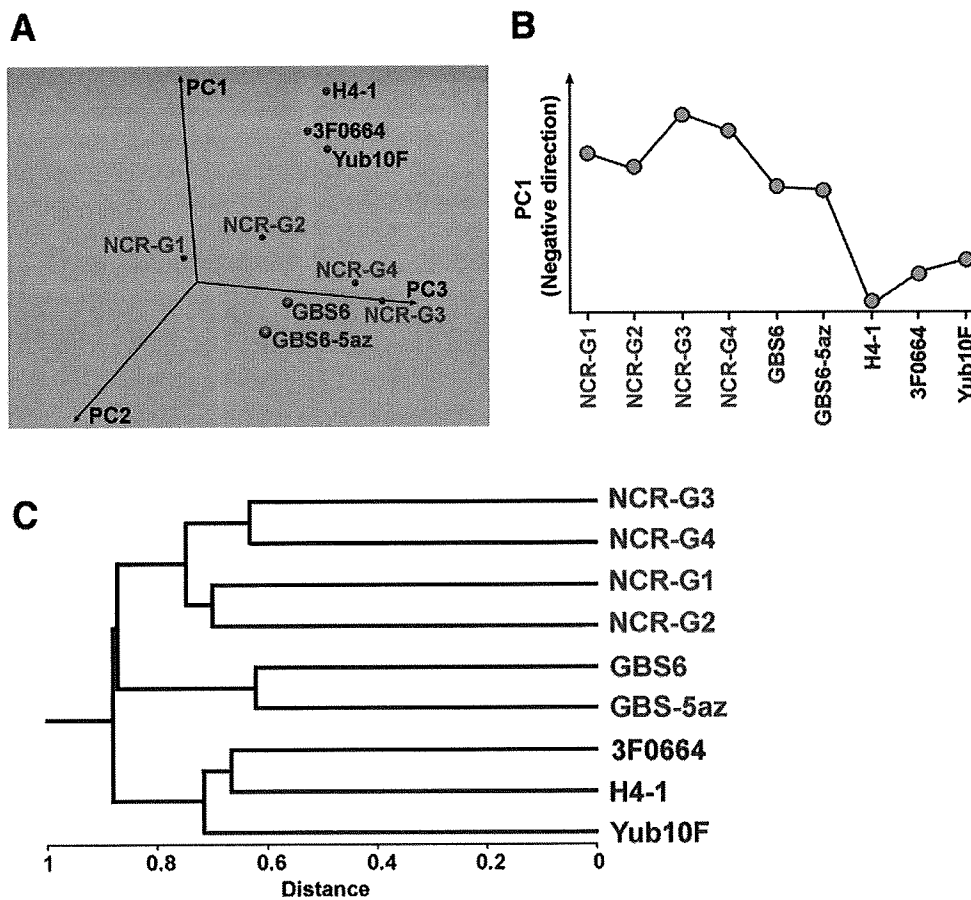 A
PC1
H4-1
3F0664
Yub10F
NCR-G2
NCR-G1
NCR-G4
PC3
GBS6
NCR-G3
GBS6-5az
PC2
B
PC1
(Negative direction)
NCR-G1
NCR-G2
NCR-G3
NCR-G4
GBS6
GBS6-5az
H4-1
3F0664
Yub10F
C
NCR-G3
NCR-G4
NCR-G1
NCR-G2
GBS6
GBS-5az
3F0664
H4-1
Yub10F
1 0.8 0.6 0.4 0.2 0
Distance